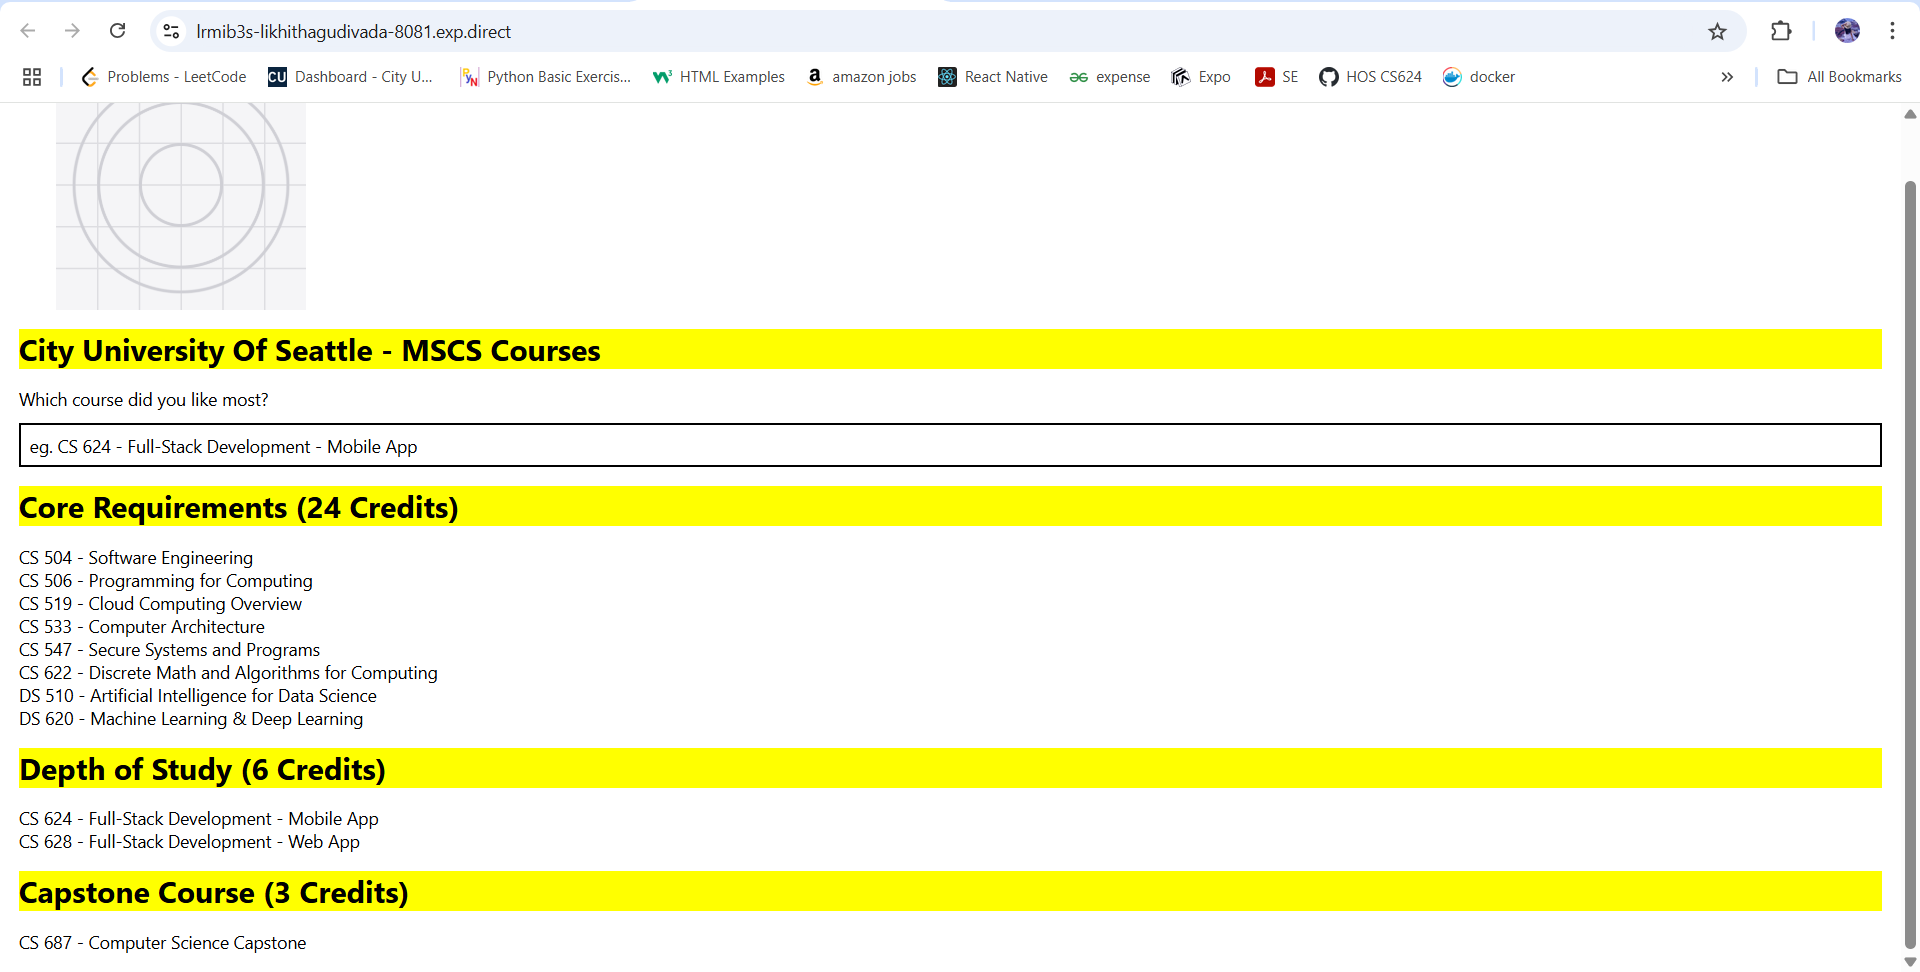 lrmib3s-likhithagudivada-8081.exp.direct
Problems - LeetCode
CU Dashboard - City U...
Python Basic Exercis...
HTML Examples
amazon jobs
React Native
expense
Expo
SE
HOS CS624
docker
»
All Bookmarks
City University Of Seattle - MSCS Courses
Which course did you like most?
eg. CS 624 - Full-Stack Development - Mobile App
Core Requirements (24 Credits)
CS 504 - Software Engineering
CS 506 - Programming for Computing
CS 519 - Cloud Computing Overview
CS 533 - Computer Architecture
CS 547 - Secure Systems and Programs
CS 622 - Discrete Math and Algorithms for Computing
DS 510 - Artificial Intelligence for Data Science
DS 620 - Machine Learning & Deep Learning
Depth of Study (6 Credits)
CS 624 - Full-Stack Development - Mobile App
CS 628 - Full-Stack Development - Web App
Capstone Course (3 Credits)
CS 687 - Computer Science Capstone